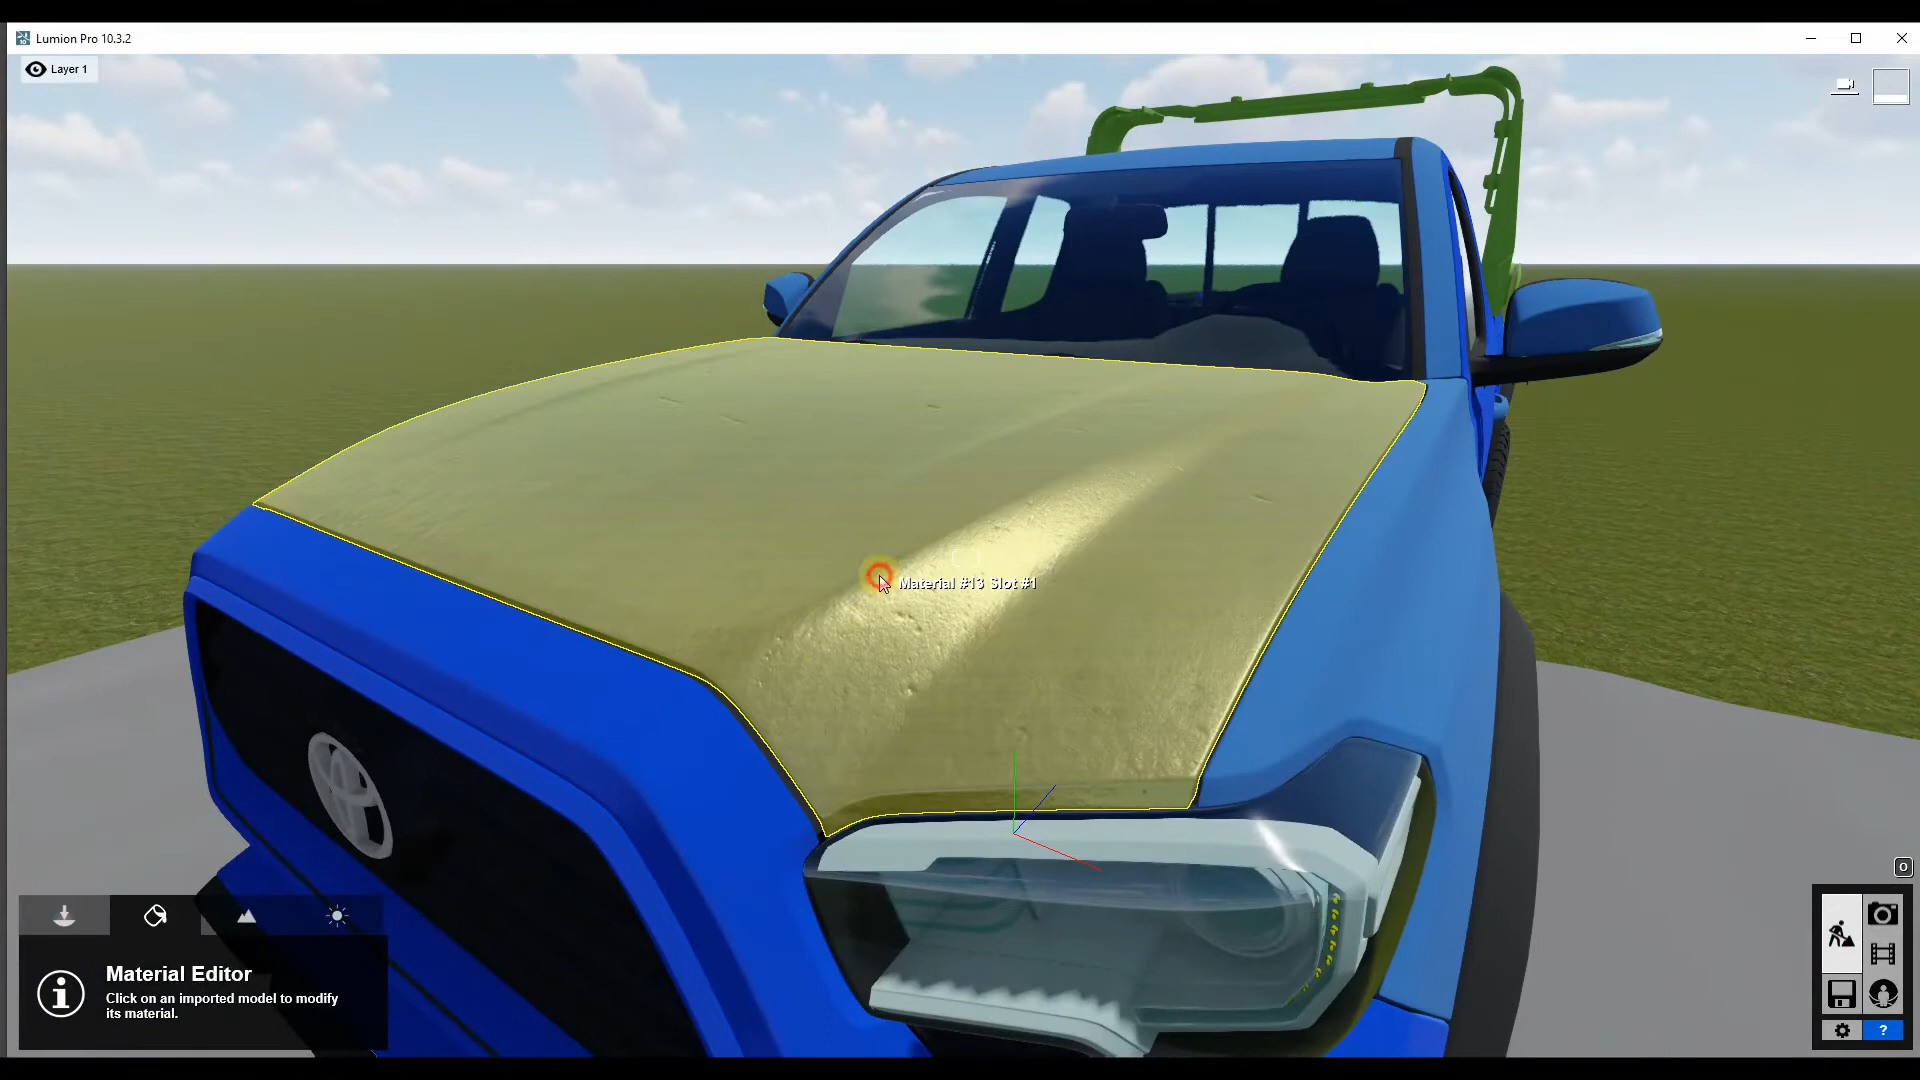 Lumion Pro 10.3.2
Layer 1
Material #13 Slot #1
O
Material Editor
Click on an imported model to modify
its material.
?